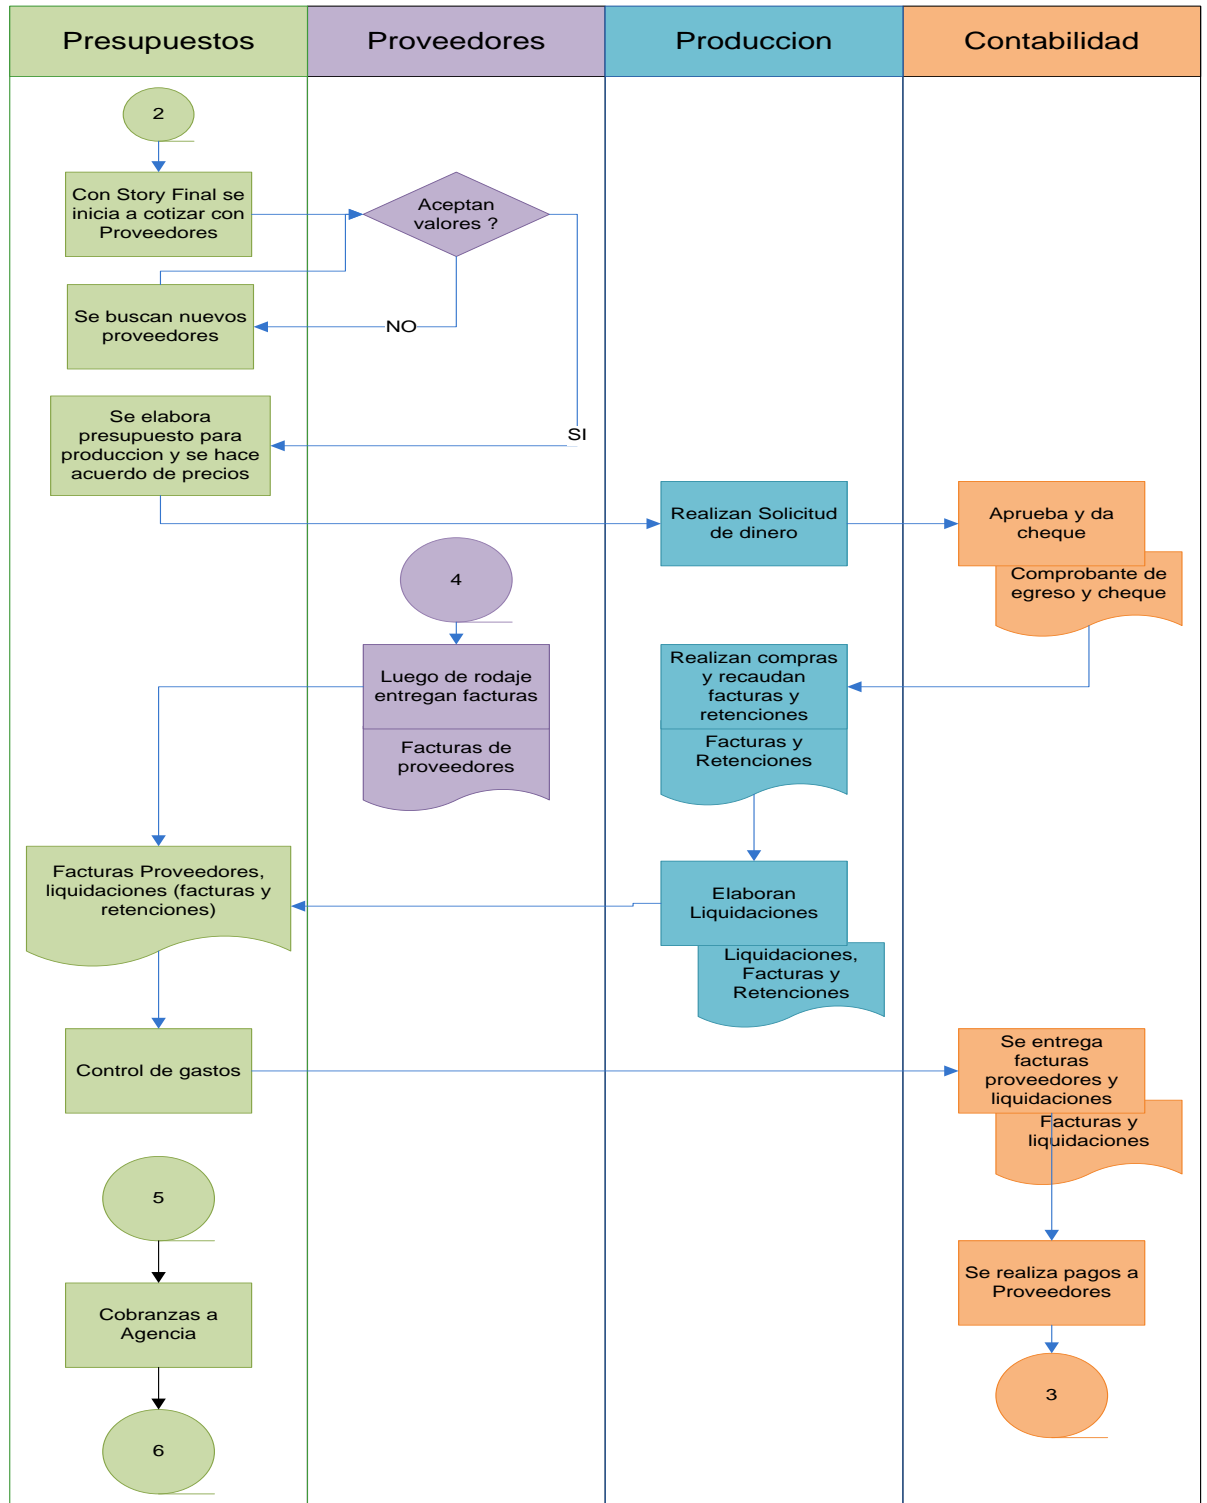 Presupuestos
Proveedores
Produccion
Contabilidad
2
Con Story Final se
inicia a cotizar con
Proveedores
Aceptan
valores ?
Se buscan nuevos
proveedores
NO
Se elabora
presupuesto para
produccion y se hace
acuerdo de precios
SI
Realizan Solicitud
de dinero
Aprueba y da
cheque
Comprobante de
egreso y cheque
4
Luego de rodaje
entregan facturas
Facturas de
proveedores
Realizan compras
y recaudan
facturas y
retenciones
Facturas y
Retenciones
Facturas Proveedores,
liquidaciones (facturas y
retenciones)
Elaboran
Liquidaciones
Liquidaciones,
Facturas y
Retenciones
Control de gastos
Se entrega
facturas
proveedores y
liquidaciones
Facturas y
liquidaciones
5
Cobranzas a
Agencia
6
Se realiza pagos a
Proveedores
3